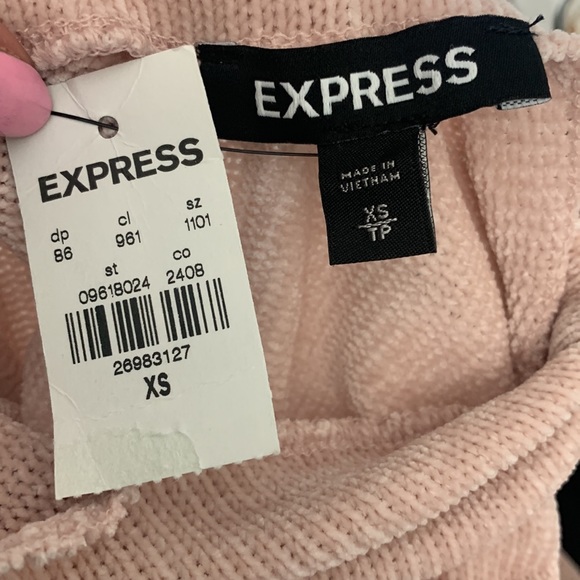 EXPRESS
dp cl sz
86 961 1101
st co
09618024 2408
26983127
XS
EXPRESS
MADE IN
VIETNAM
XS
TP